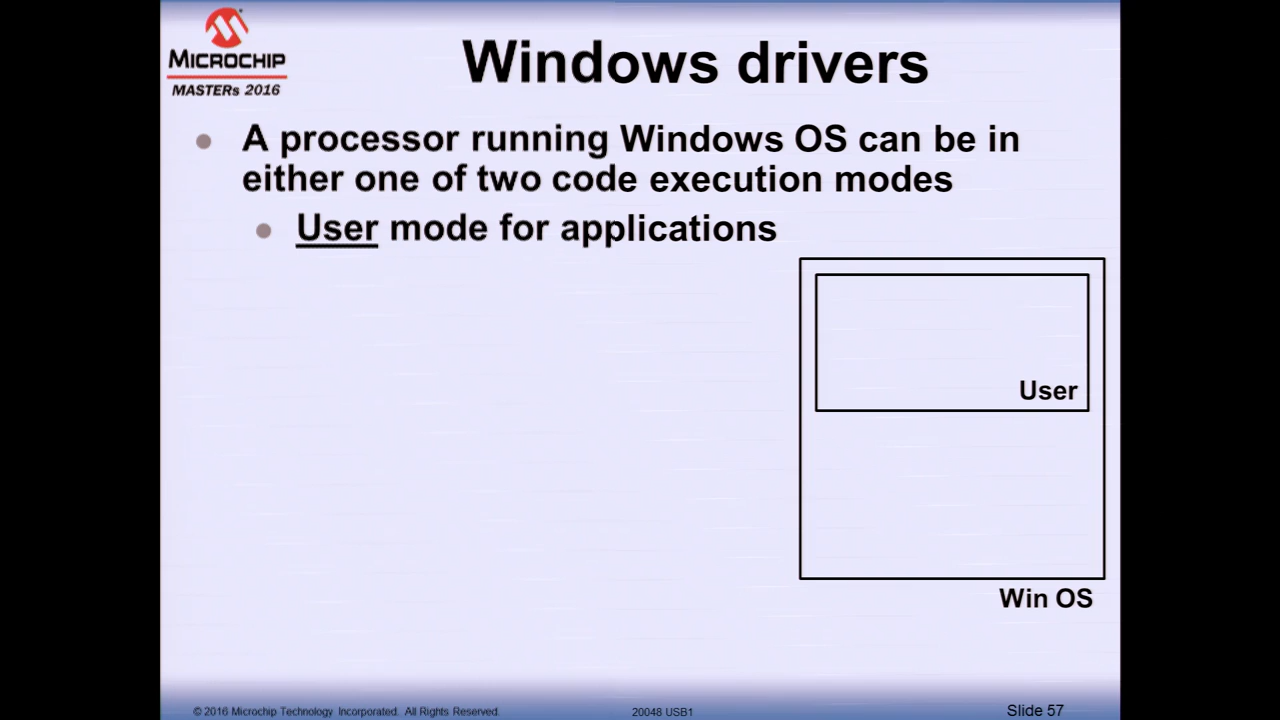 MICROCHIP
MASTERs 2016
Windows drivers
A processor running Windows OS can be in
either one of two code execution modes
User mode for applications
User
Win OS
© 2016 Microchip Technology Incorporated. All Rights Reserved.
20048 USB1
Slide 57